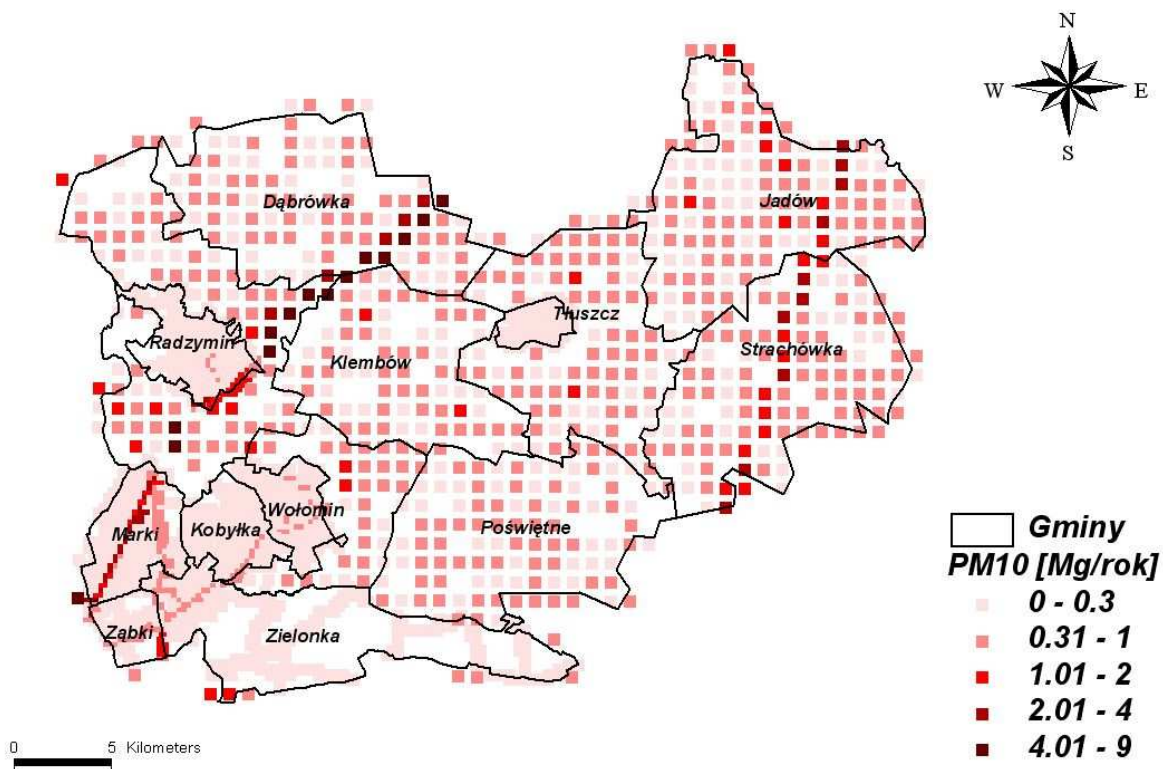 N
W E
S
Dąbrówka
Jadów
Radzymin
Tłuszcz
Klembów
Strachówka
Wołomin
Marki
Kobyłka
Poświętne
Ząbki
Zielonka
Gminy
PM10 [Mg/rok]
0 - 0.3
0.31 - 1
1.01 - 2
2.01 - 4
4.01 - 9
0 5 Kilometers